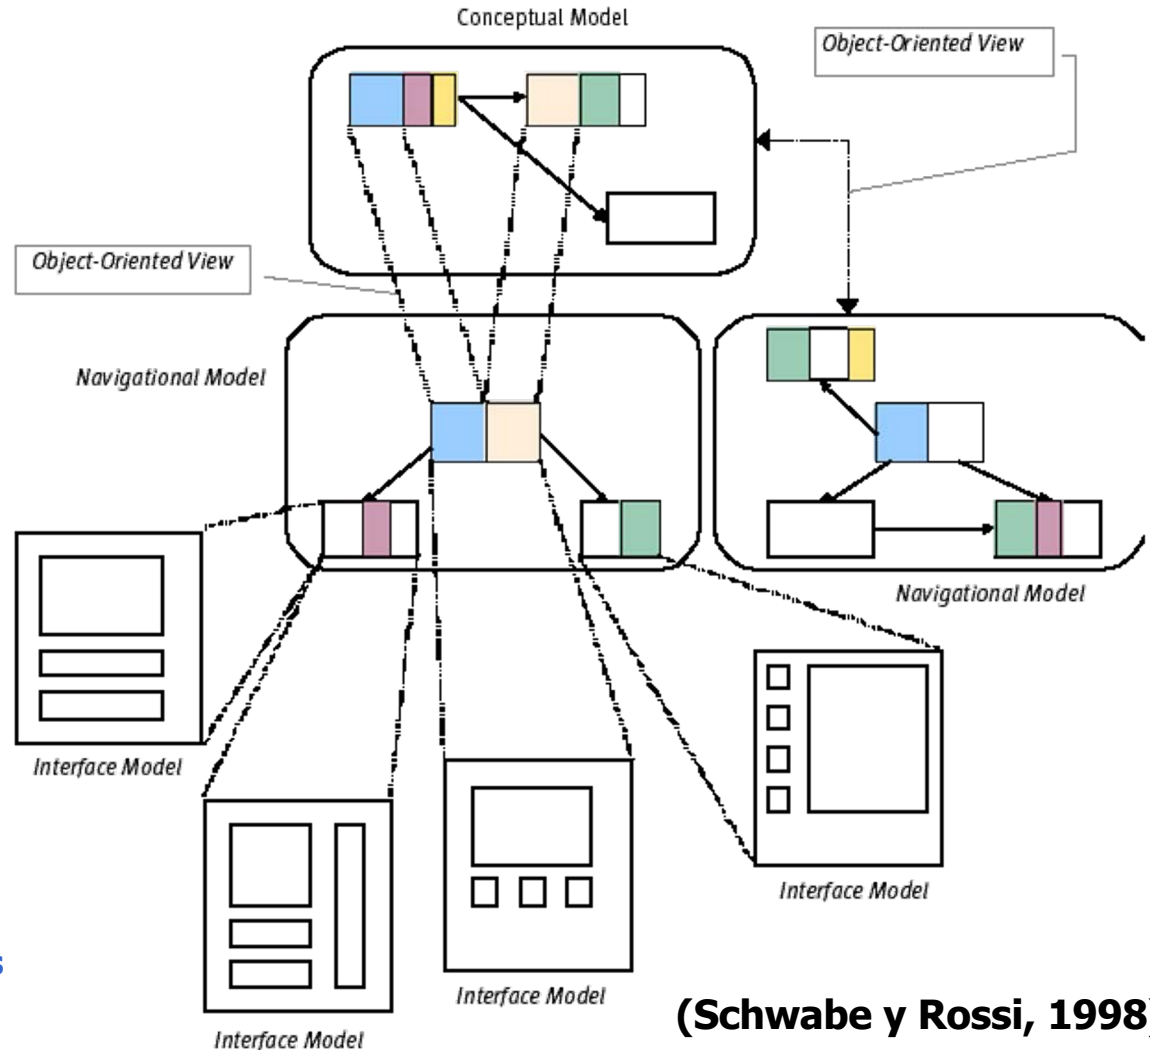 Conceptual Model
Object-Oriented View
Object-Oriented View
Navigational Model
Navigational Model
Interface Model
Interface Model
Interface Model
Interface Model
s
(Schwabe y Rossi, 1998)